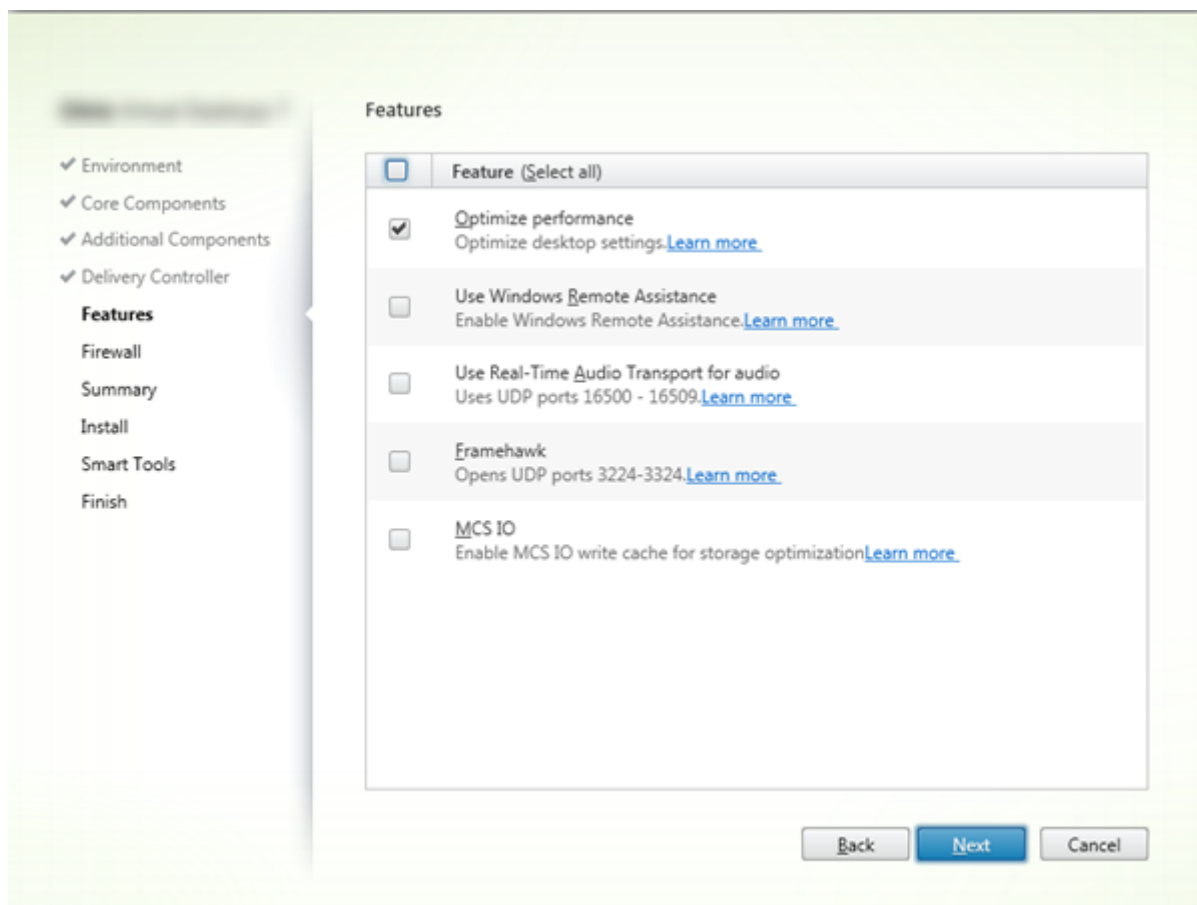 Features
Environment
Core Components
Additional Components
Delivery Controller
Features
Firewall
Summary
Install
Smart Tools
Finish
Feature (Select all)
Optimize performance
Optimize desktop settings.Learn more
Use Windows Remote Assistance
Enable Windows Remote Assistance.Learn more
Use Real-Time Audio Transport for audio
Uses UDP ports 16500 - 16509.Learn more
Framehawk
Opens UDP ports 3224-3324.Learn more
MCS IO
Enable MCS IO write cache for storage optimizationLearn more
Back Next Cancel